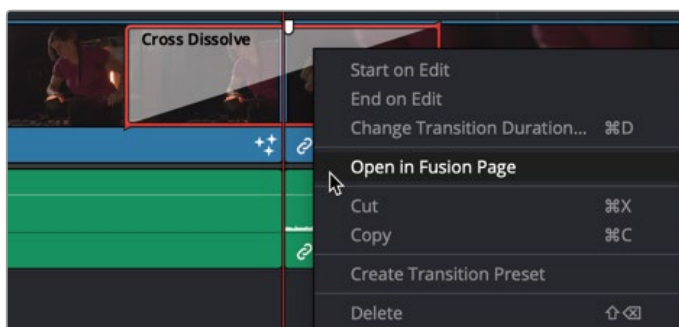 Cross Dissolve
Start on Edit
End on Edit
Change Transition Duration... ⌘D
Open in Fusion Page
Cut ⌘X
Copy ⌘C
Create Transition Preset
Delete ⇧⌫